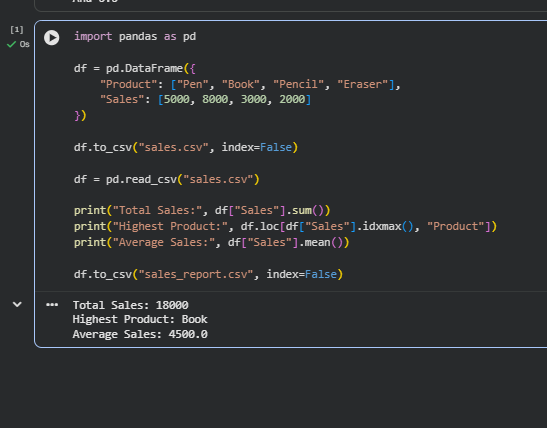 [1]
0s
import pandas as pd
df = pd.DataFrame({
"Product": ["Pen", "Book", "Pencil", "Eraser"],
"Sales": [5000, 8000, 3000, 2000]
})
df.to_csv("sales.csv", index=False)
df = pd.read_csv("sales.csv")
print("Total Sales:", df["Sales"].sum())
print("Highest Product:", df.loc[df["Sales"].idxmax(), "Product"])
print("Average Sales:", df["Sales"].mean())
df.to_csv("sales_report.csv", index=False)
Total Sales: 18000
Highest Product: Book
Average Sales: 4500.0